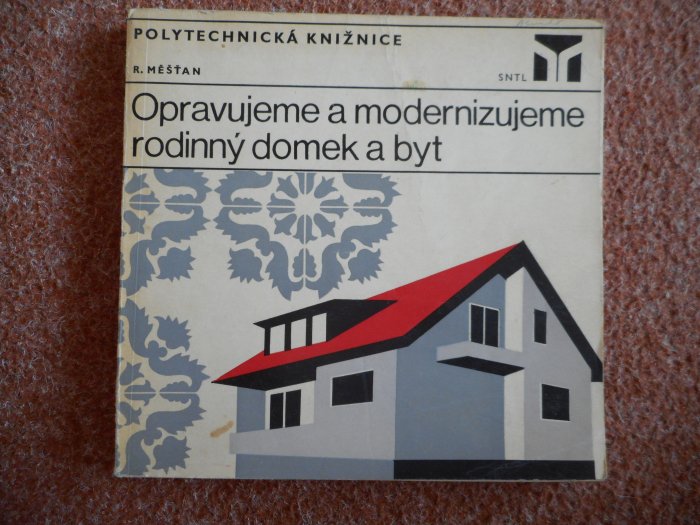 POLYTECHNICKÁ KNIŽNICE
R. MĚŠŤAN
SNTL
Opravujeme a modernizujeme
rodinný domek a byt